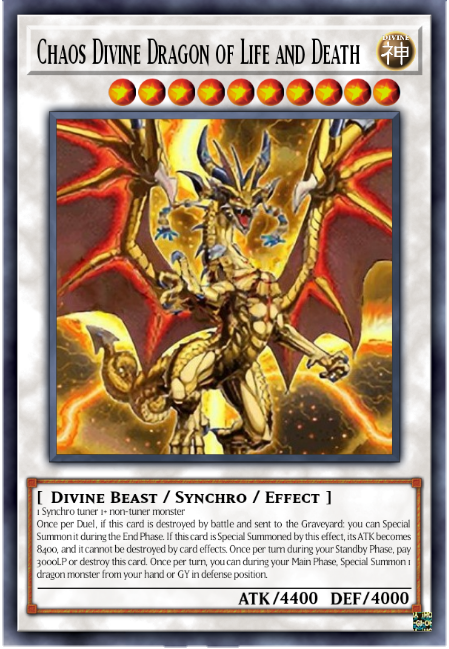 Chaos Divine Dragon of Life and Death
DIVINE
神
[ Divine Beast / Synchro / Effect ]
1 Synchro tuner 1+ non-tuner monster
Once per Duel, if this card is destroyed by battle and sent to the Graveyard: you can Special
Summon it during the End Phase. If this card is Special Summoned by this effect, its ATK becomes
8400, and it cannot be destroyed by card effects. Once per turn during your Standby Phase, pay
3000LP or destroy this card. Once per turn, you can during your Main Phase, Special Summon 1
dragon monster from your hand or GY in defense position.
ATK/4400 DEF/4000